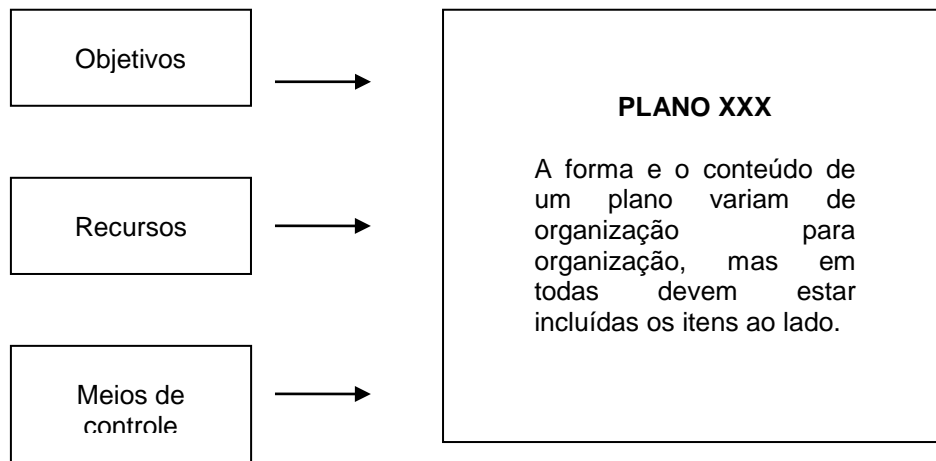 Objetivos
PLANO XXX
A forma e o conteúdo de
um plano variam de
organização para
organização, mas em
todas devem estar
incluídas os itens ao lado.
Recursos
Meios de
controle